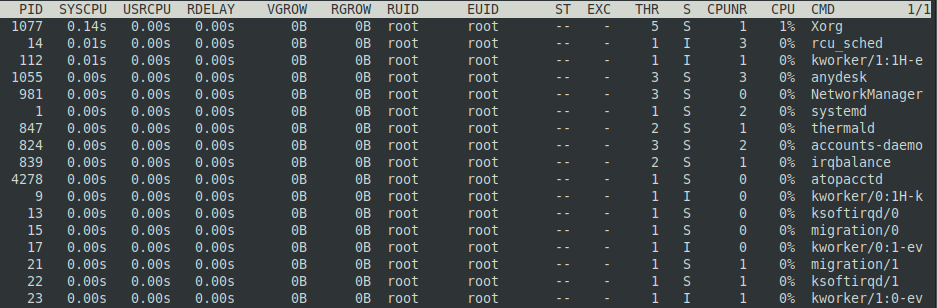 PID SYSCPU USRCPU RDELAY VGROW RGROW RUID EUID ST EXC THR S CPUNR CPU CMD 1/1
1077 0.14s 0.00s 0.00s 0B 0B root root -- - 5 S 1 1% Xorg
14 0.01s 0.00s 0.00s 0B 0B root root -- - 1 I 3 0% rcu_sched
112 0.01s 0.00s 0.00s 0B 0B root root -- - 1 I 1 0% kworker/1:1H-e
1055 0.00s 0.00s 0.00s 0B 0B root root -- - 3 S 3 0% anydesk
981 0.00s 0.00s 0.00s 0B 0B root root -- - 3 S 0 0% NetworkManager
1 0.00s 0.00s 0.00s 0B 0B root root -- - 1 S 2 0% systemd
847 0.00s 0.00s 0.00s 0B 0B root root -- - 2 S 1 0% thermald
824 0.00s 0.00s 0.00s 0B 0B root root -- - 3 S 2 0% accounts-daemo
839 0.00s 0.00s 0.00s 0B 0B root root -- - 2 S 1 0% irqbalance
4278 0.00s 0.00s 0.00s 0B 0B root root -- - 1 S 0 0% atopacctd
9 0.00s 0.00s 0.00s 0B 0B root root -- - 1 I 0 0% kworker/0:1H-k
13 0.00s 0.00s 0.00s 0B 0B root root -- - 1 S 0 0% ksoftirqd/0
15 0.00s 0.00s 0.00s 0B 0B root root -- - 1 S 0 0% migration/0
17 0.00s 0.00s 0.00s 0B 0B root root -- - 1 I 0 0% kworker/0:1-ev
21 0.00s 0.00s 0.00s 0B 0B root root -- - 1 S 1 0% migration/1
22 0.00s 0.00s 0.00s 0B 0B root root -- - 1 S 1 0% ksoftirqd/1
23 0.00s 0.00s 0.00s 0B 0B root root -- - 1 I 1 0% kworker/1:0-ev